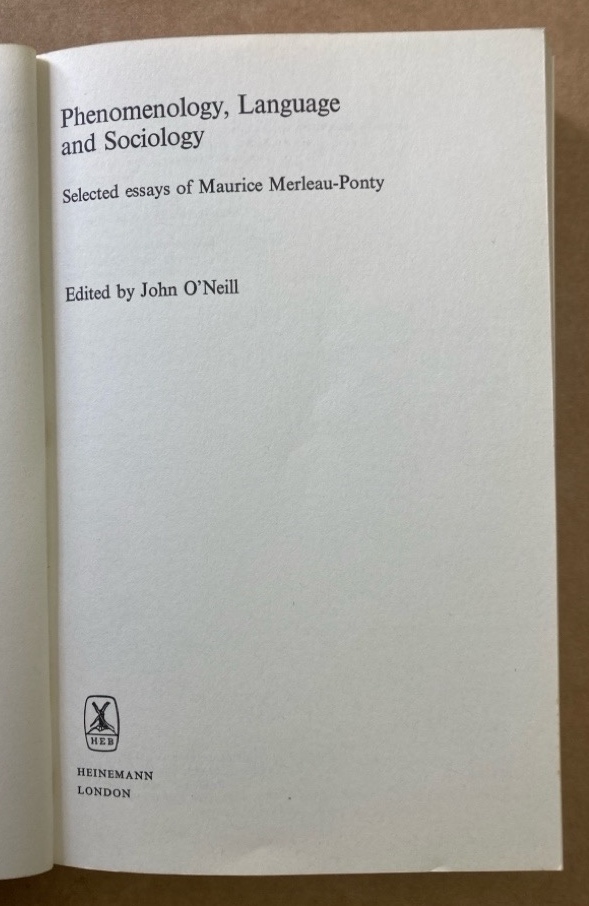 Phenomenology, Language
and Sociology
Selected essays of Maurice Merleau-Ponty
Edited by John O'Neill
HEB
HEINEMANN
LONDON